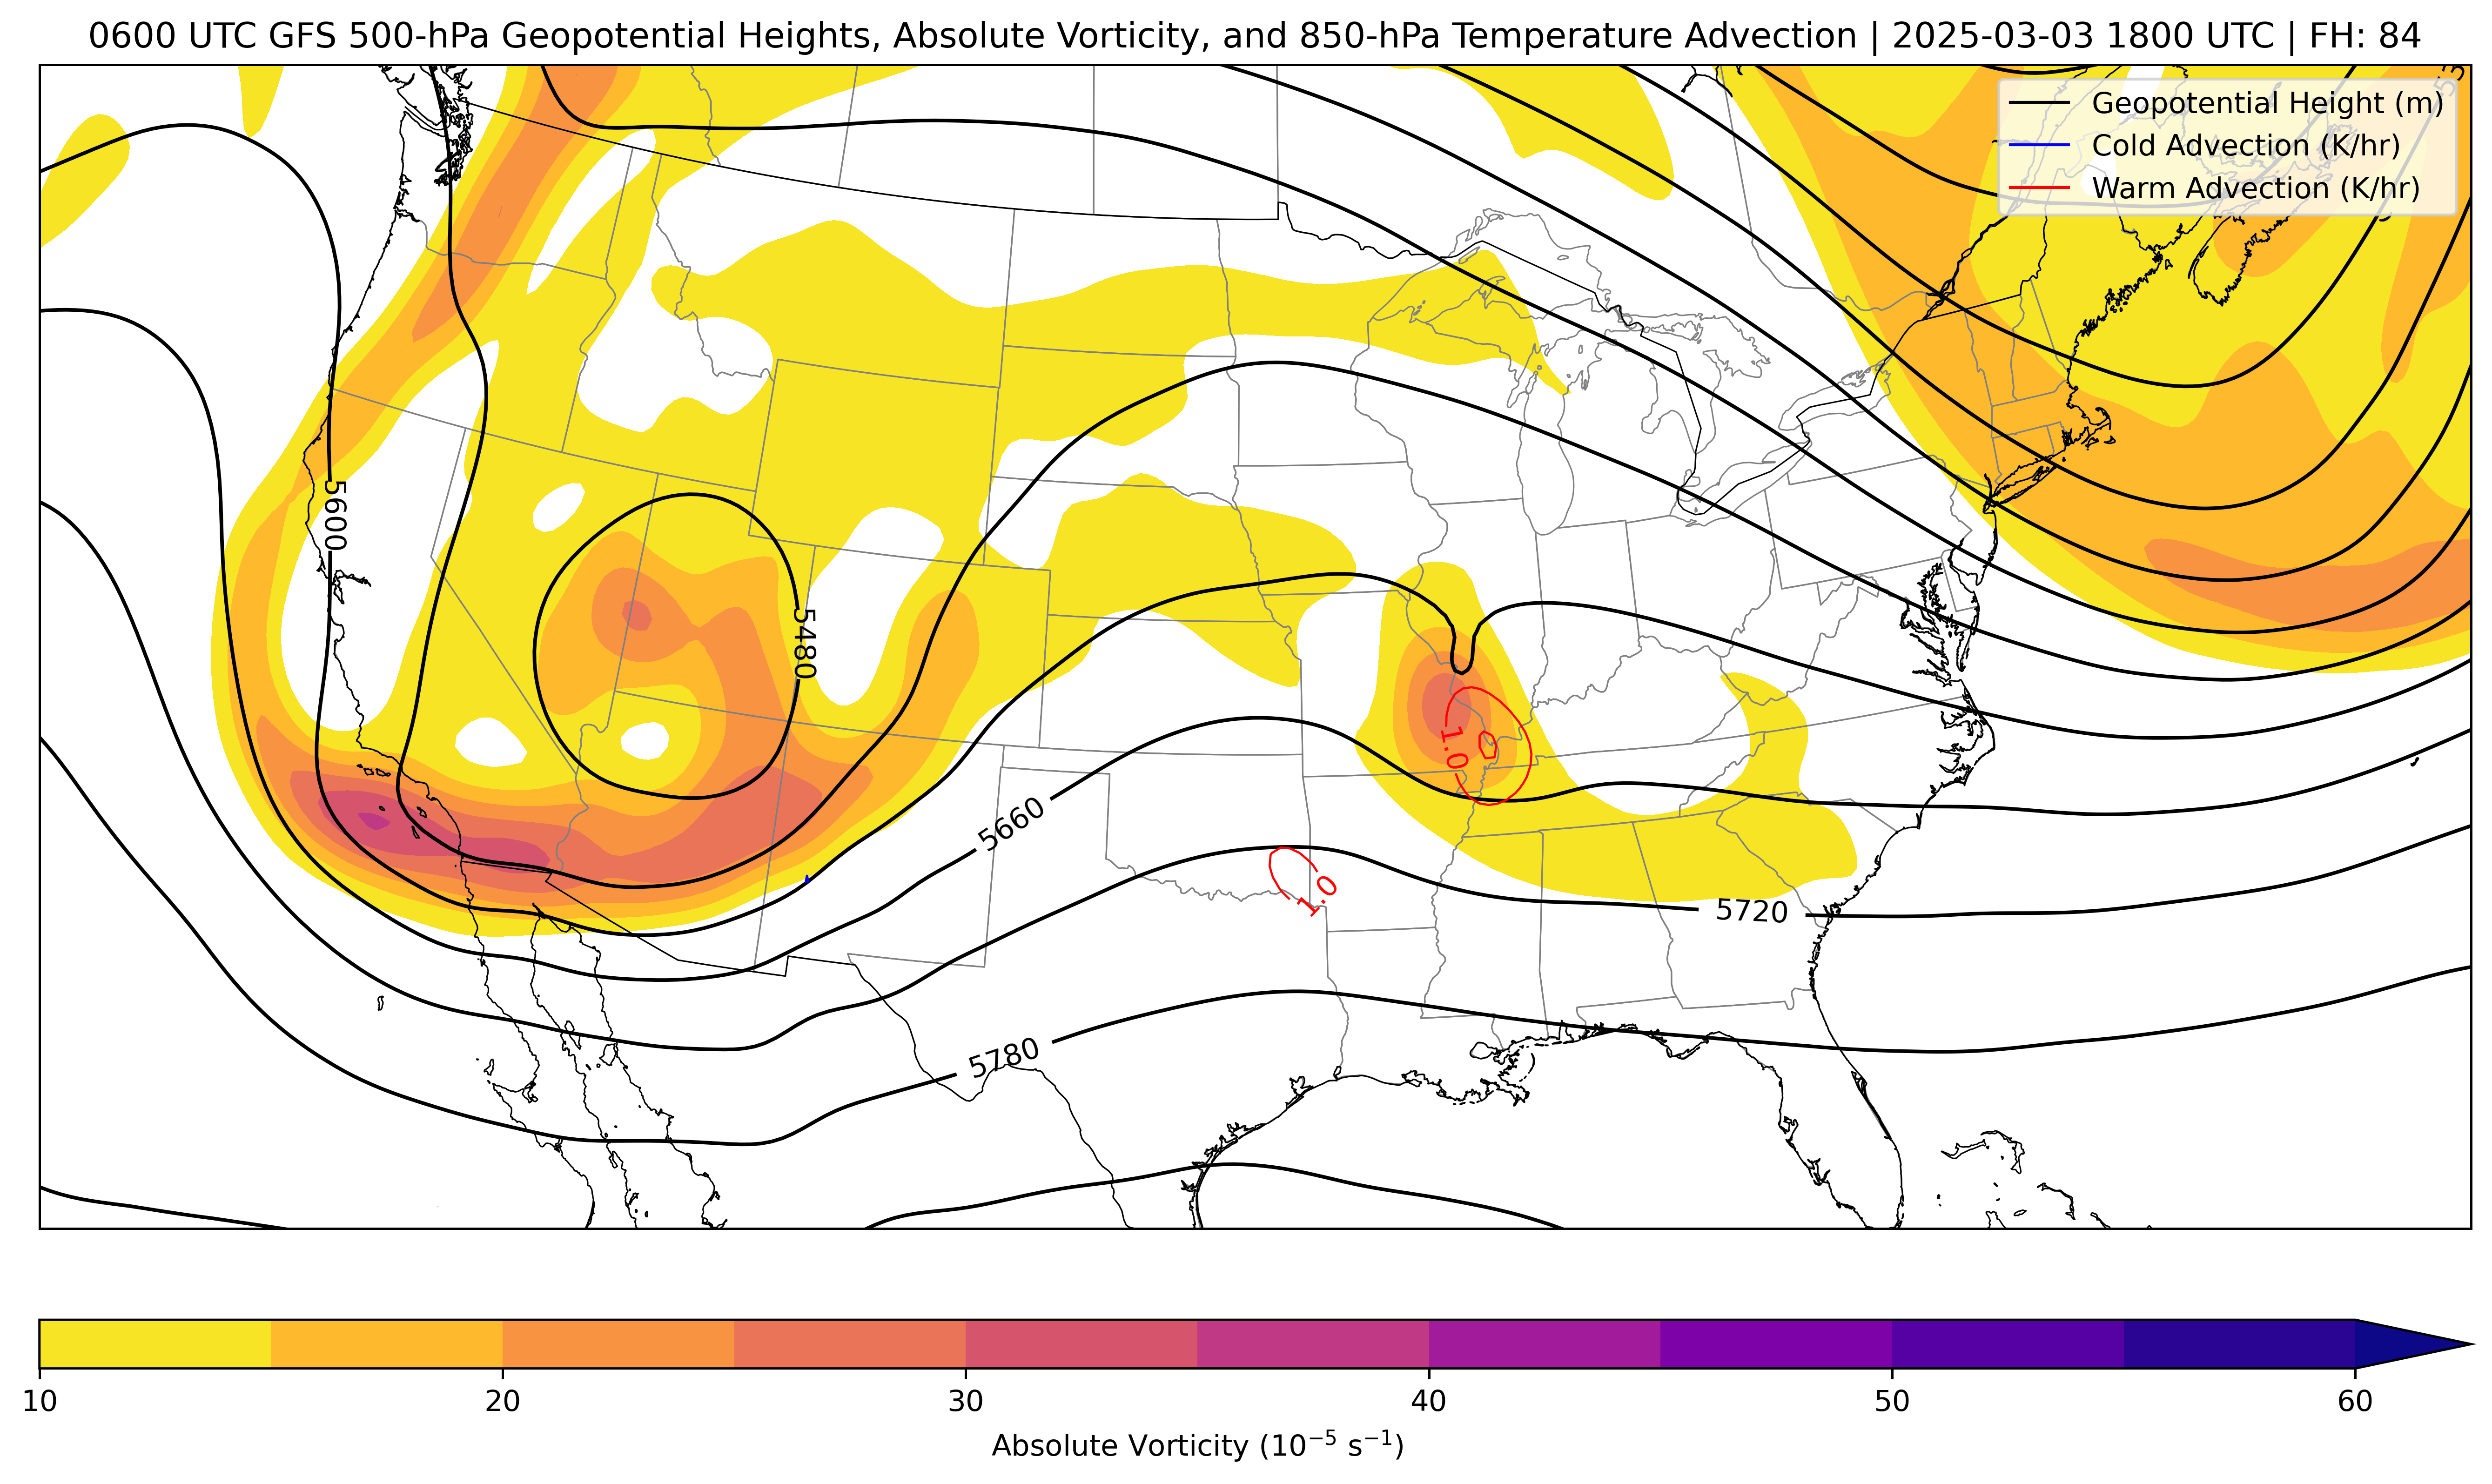 0600 UTC GFS 500-hPa Geopotential Heights, Absolute Vorticity, and 850-hPa Temperature Advection | 2025-03-03 1800 UTC | FH: 84
Geopotential Height (m)
Cold Advection (K/hr)
Warm Advection (K/hr)
5600
5480
1.0
5660
1.0
5720
5780
10 20 30 40 50 60
Absolute Vorticity (10⁻⁵ s⁻¹)